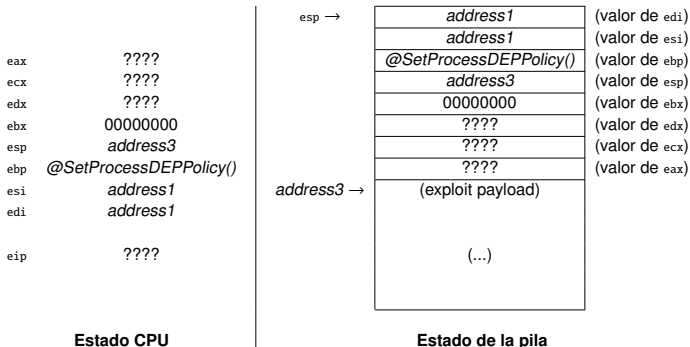 esp → address1 (valor de edi)
address1 (valor de esi)
eax ???? @SetProcessDEPPolicy() (valor de ebp)
ecx ???? address3 (valor de esp)
edx ???? 00000000 (valor de ebx)
ebx 00000000 ???? (valor de edx)
esp address3 ???? (valor de ecx)
ebp @SetProcessDEPPolicy() ???? (valor de eax)
esi address1 address3 → (exploit payload)
edi address1
eip ???? (...)
Estado CPU Estado de la pila